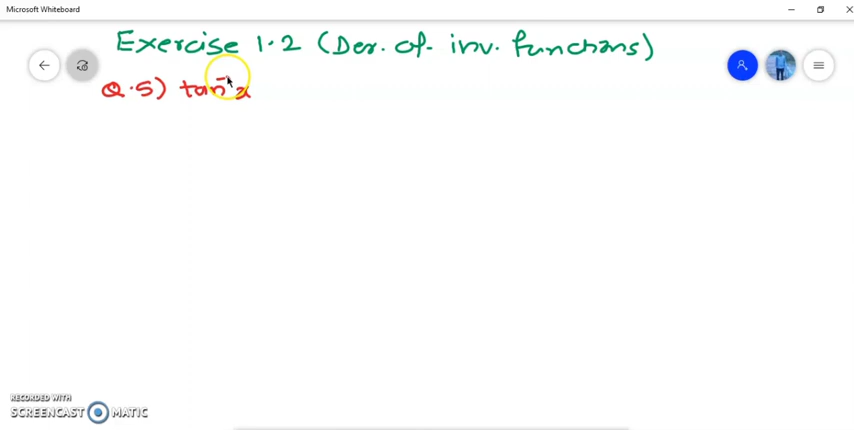 Microsoft Whiteboard
Exercise 1.2 (Der. of. inv. functions)
Q.5) tan⁻¹x
RECORDED WITH
SCREENCAST MATIC